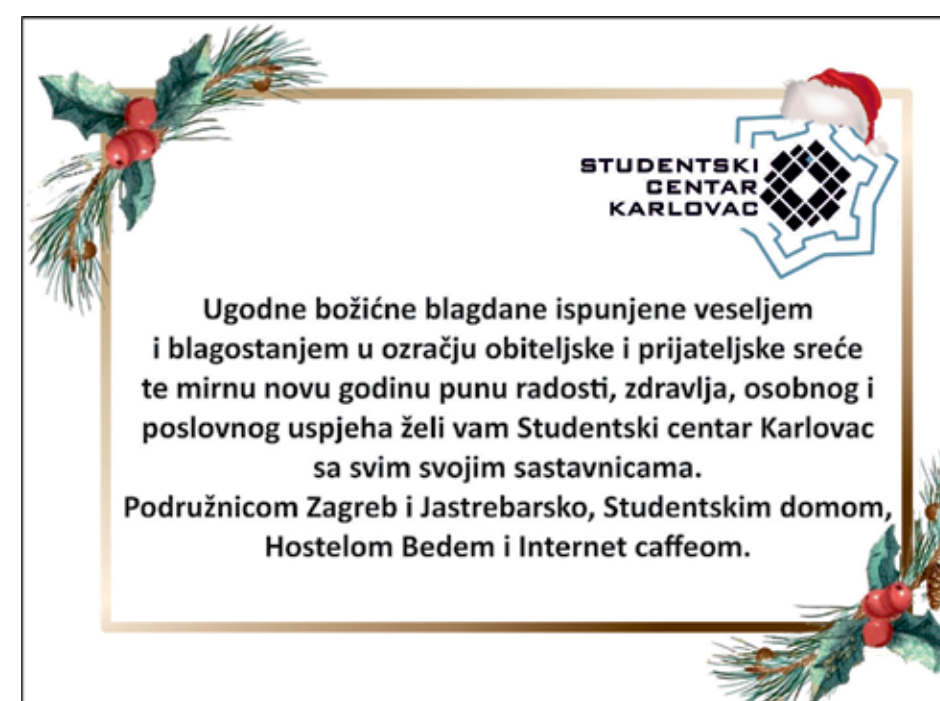 STUDENTSKI
CENTAR
KARLOVAC
Ugodne božićne blagdane ispunjene veseljem
i blagostanjem u ozračju obiteljske i prijateljske sreće
te mirnu novu godinu punu radosti, zdravlja, osobnog i
poslovnog uspjeha želi vam Studentski centar Karlovac
sa svim svojim sastavnicama.
Podružnicom Zagreb i Jastrebarsko, Studentskim domom,
Hostelom Bedem i Internet caffeom.